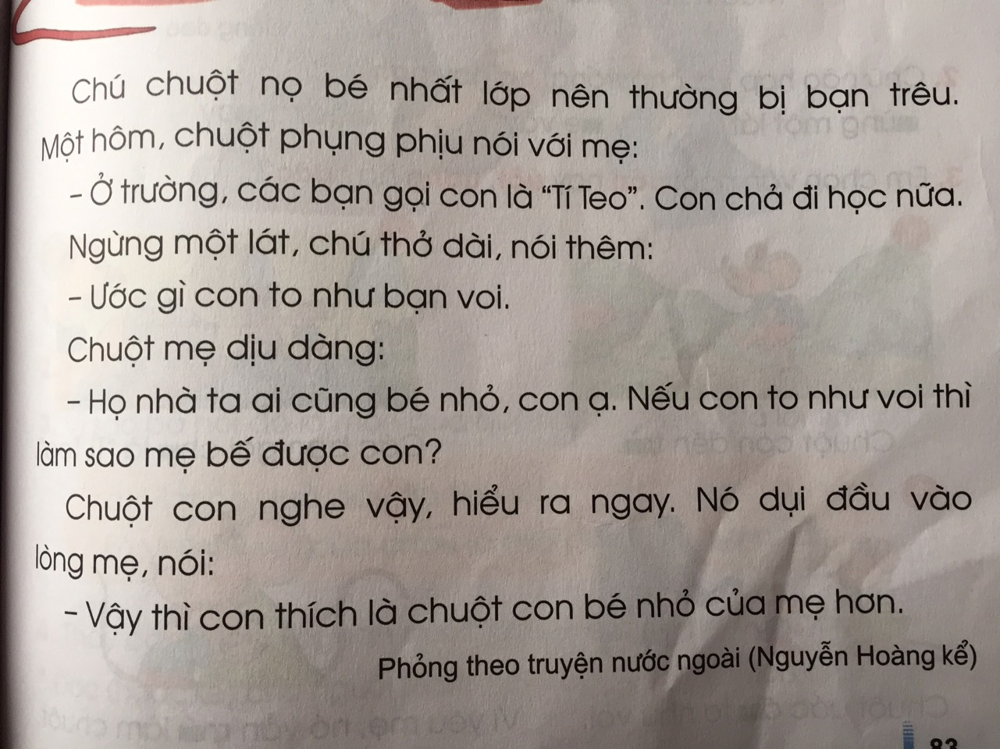 Chú chuột nọ bé nhất lớp nên thường bị bạn trêu.
Một hôm, chuột phụng phịu nói với mẹ:
– Ở trường, các bạn gọi con là “Tí Teo”. Con chả đi học nữa.
Ngừng một lát, chú thở dài, nói thêm:
– Ước gì con to như bạn voi.
Chuột mẹ dịu dàng:
– Họ nhà ta ai cũng bé nhỏ, con ạ. Nếu con to như voi thì
làm sao mẹ bế được con?
Chuột con nghe vậy, hiểu ra ngay. Nó dụi đầu vào
lòng mẹ, nói:
– Vậy thì con thích là chuột con bé nhỏ của mẹ hơn.
Phỏng theo truyện nước ngoài (Nguyễn Hoàng kể)
83